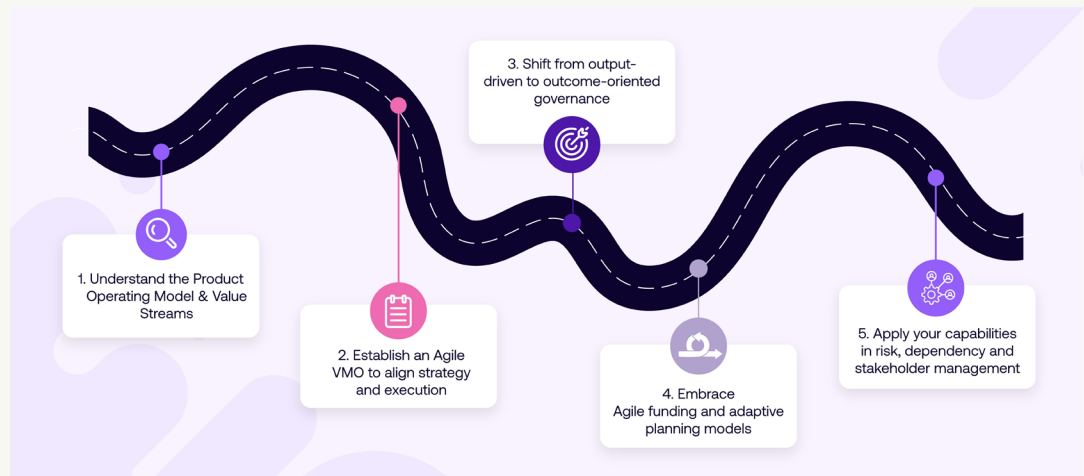 1. Understand the Product
Operating Model & Value
Streams
2. Establish an Agile
VMO to align strategy
and execution
3. Shift from output-
driven to outcome-oriented
governance
4. Embrace
Agile funding and adaptive
planning models
5. Apply your capabilities
in risk, dependency and
stakeholder management